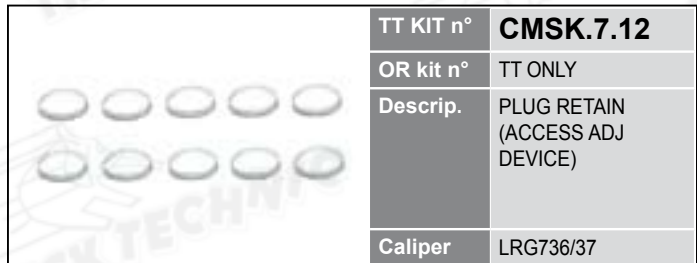 TT KIT n° CMSK.7.12
OR kit n° TT ONLY
Descrip. PLUG RETAIN
(ACCESS ADJ
DEVICE)
Caliper LRG736/37